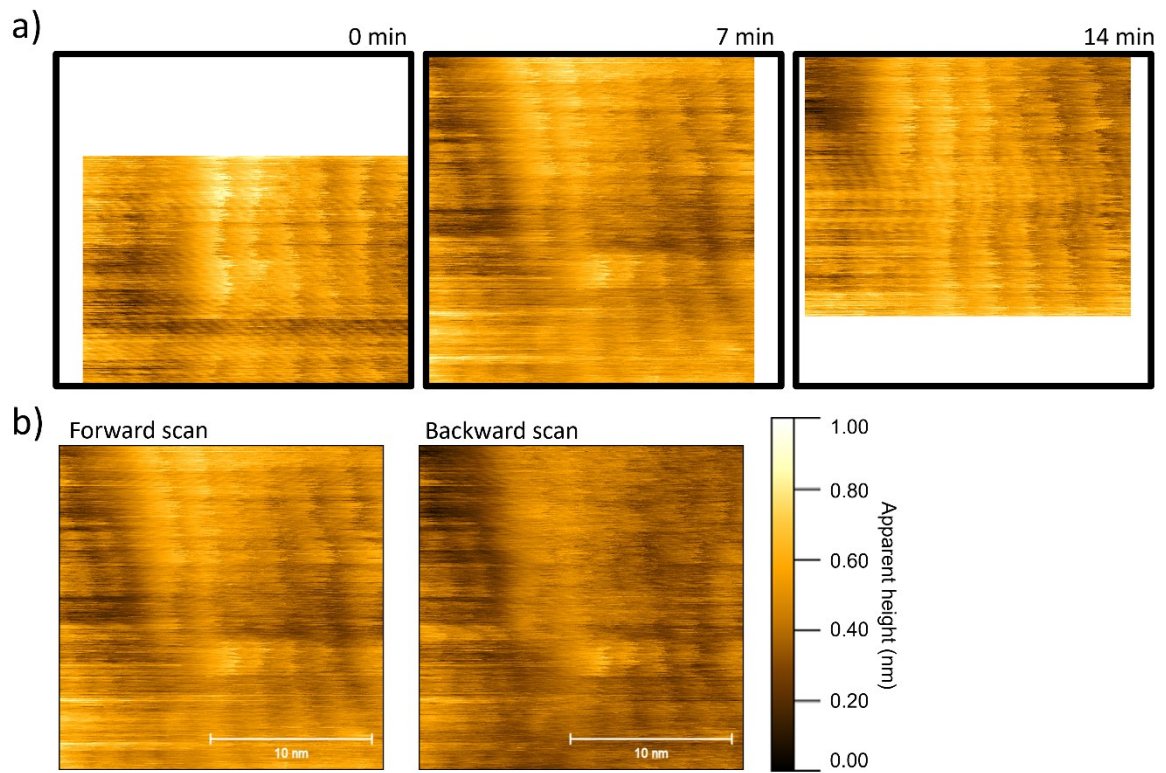 a)
0 min
7 min
14 min
b)
Forward scan
Backward scan
10 nm
10 nm
1.00
0.80
0.60
0.40
0.20
0.00
Apparent height (nm)